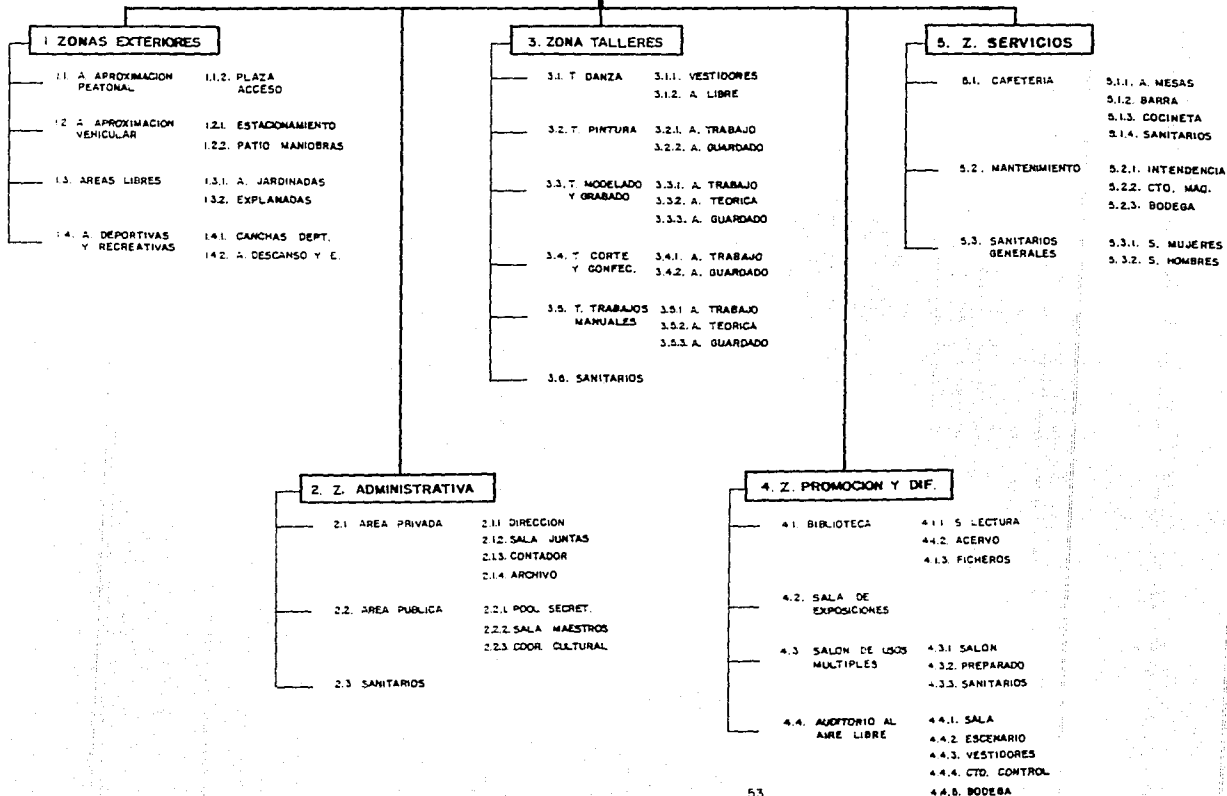 1 ZONAS EXTERIORES
1.1. A. APROXIMACION
PEATONAL
1.1.2. PLAZA
ACCESO
1.2. A. APROXIMACION
VEHICULAR
1.2.1. ESTACIONAMIENTO
1.2.2. PATIO MANIOBRAS
1.3. AREAS LIBRES
1.3.1. A. JARDINADAS
1.3.2. EXPLANADAS
1.4. A. DEPORTIVAS
Y RECREATIVAS
1.4.1. CANCHAS DEPT.
1.4.2. A. DESCANSO Y E.
3. ZONA TALLERES
3.1. T DANZA
3.1.1. VESTIDORES
3.1.2. A LIBRE
3.2. T. PINTURA
3.2.1. A. TRABAJO
3.2.2. A. GUARDADO
3.3. T. MODELADO
Y GRABADO
3.3.1. A TRABAJO
3.3.2. A TEORICA
3.3.3. A GUARDADO
3.4. T CORTE
Y CONFEC.
3.4.1. A. TRABAJO
3.4.2. A. GUARDADO
3.5. T. TRABAJOS
MANUALES
3.5.1 A. TRABAJO
3.5.2. A. TEORICA
3.5.3. A. GUARDADO
3.6. SANITARIOS
5. Z. SERVICIOS
5.1. CAFETERIA
5.1.1. A. MESAS
5.1.2. BARRA
5.1.3. COCINETA
5.1.4. SANITARIOS
5.2. MANTENIMIENTO
5.2.1. INTENDENCIA
5.2.2. CTO. MAQ.
5.2.3. BODEGA
5.3. SANITARIOS
GENERALES
5.3.1. S. MUJERES
5.3.2. S. HOMBRES
2. Z. ADMINISTRATIVA
2.1 AREA PRIVADA
2.1.1 DIRECCION
2.1.2. SALA JUNTAS
2.1.3. CONTADOR
2.1.4. ARCHIVO
2.2. AREA PUBLICA
2.2.1. POOL SECRET.
2.2.2. SALA MAESTROS
2.2.3. COOR. CULTURAL
2.3 SANITARIOS
4. Z. PROMOCION Y DIF.
4.1. BIBLIOTECA
4.1.1 S LECTURA
4.1.2. ACERVO
4.1.3. FICHEROS
4.2. SALA DE
EXPOSICIONES
4.3 SALON DE USOS
MULTIPLES
4.3.1 SALON
4.3.2. PREPARADO
4.3.3. SANITARIOS
4.4. AUDITORIO AL
AIRE LIBRE
4.4.1. SALA
4.4.2 ESCENARIO
4.4.3. VESTIDORES
4.4.4. CTO. CONTROL
4.4.5. BODEGA
53